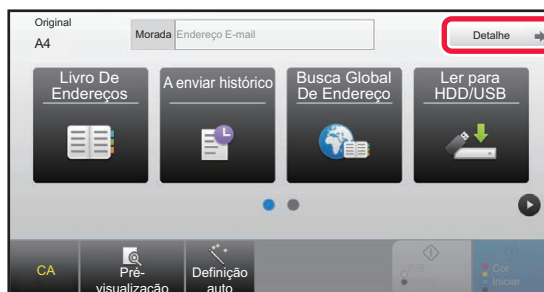 Original
A4
Morada
Endereço E-mail
Detalhe
Livro De
Endereços
A enviar histórico
Busca Global
De Endereço
Ler para
HDD/USB
CA
Pré-
visualização
Definição
auto
Cor
Iniciar